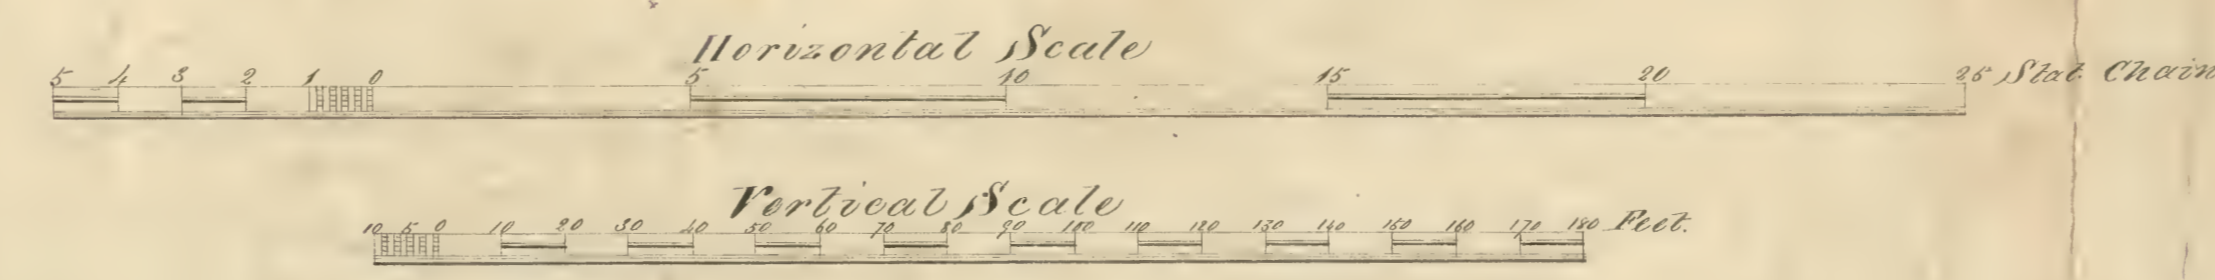 Horizontal Scale
5 4 3 2 1 0 5 10 15 20 25 Stat. Chain
Vertical Scale
10 5 0 10 20 30 40 50 60 70 80 90 100 110 120 130 140 150 160 170 180 Feet.